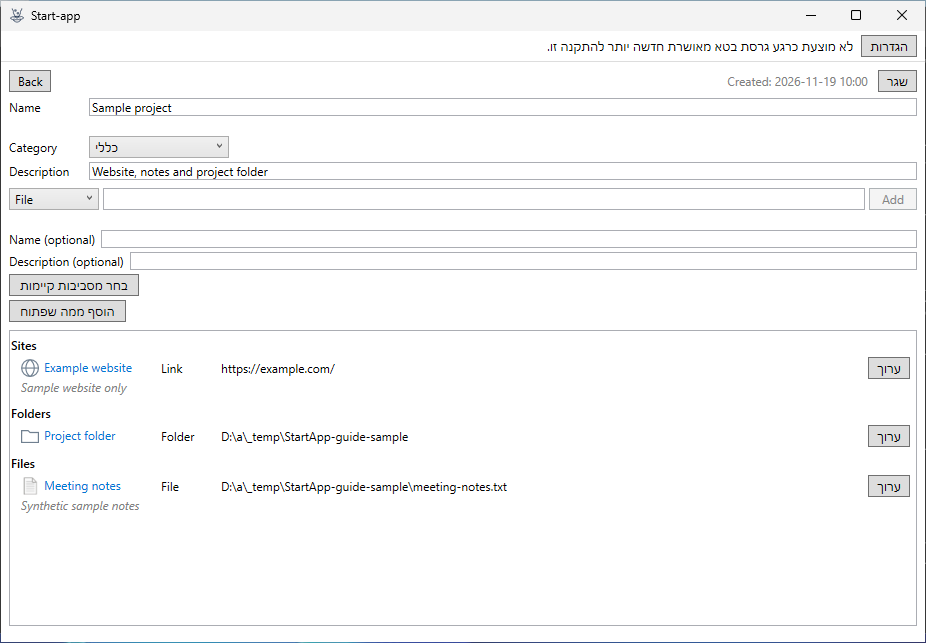 Start-app
לא מוצעת כרגע גרסת בטא מאושרת חדשה יותר להתקנה זו. הגדרות
Back Created: 2026-11-19 10:00 שגר
Name Sample project
Category כללי
Description Website, notes and project folder
File Add
Name (optional)
Description (optional)
בחר מסביבות קיימות
הוסף ממה שפתוח
Sites
Example website Link https://example.com/ ערוך
Sample website only
Folders
Project folder Folder D:\a\_temp\StartApp-guide-sample ערוך
Files
Meeting notes File D:\a\_temp\StartApp-guide-sample\meeting-notes.txt ערוך
Synthetic sample notes